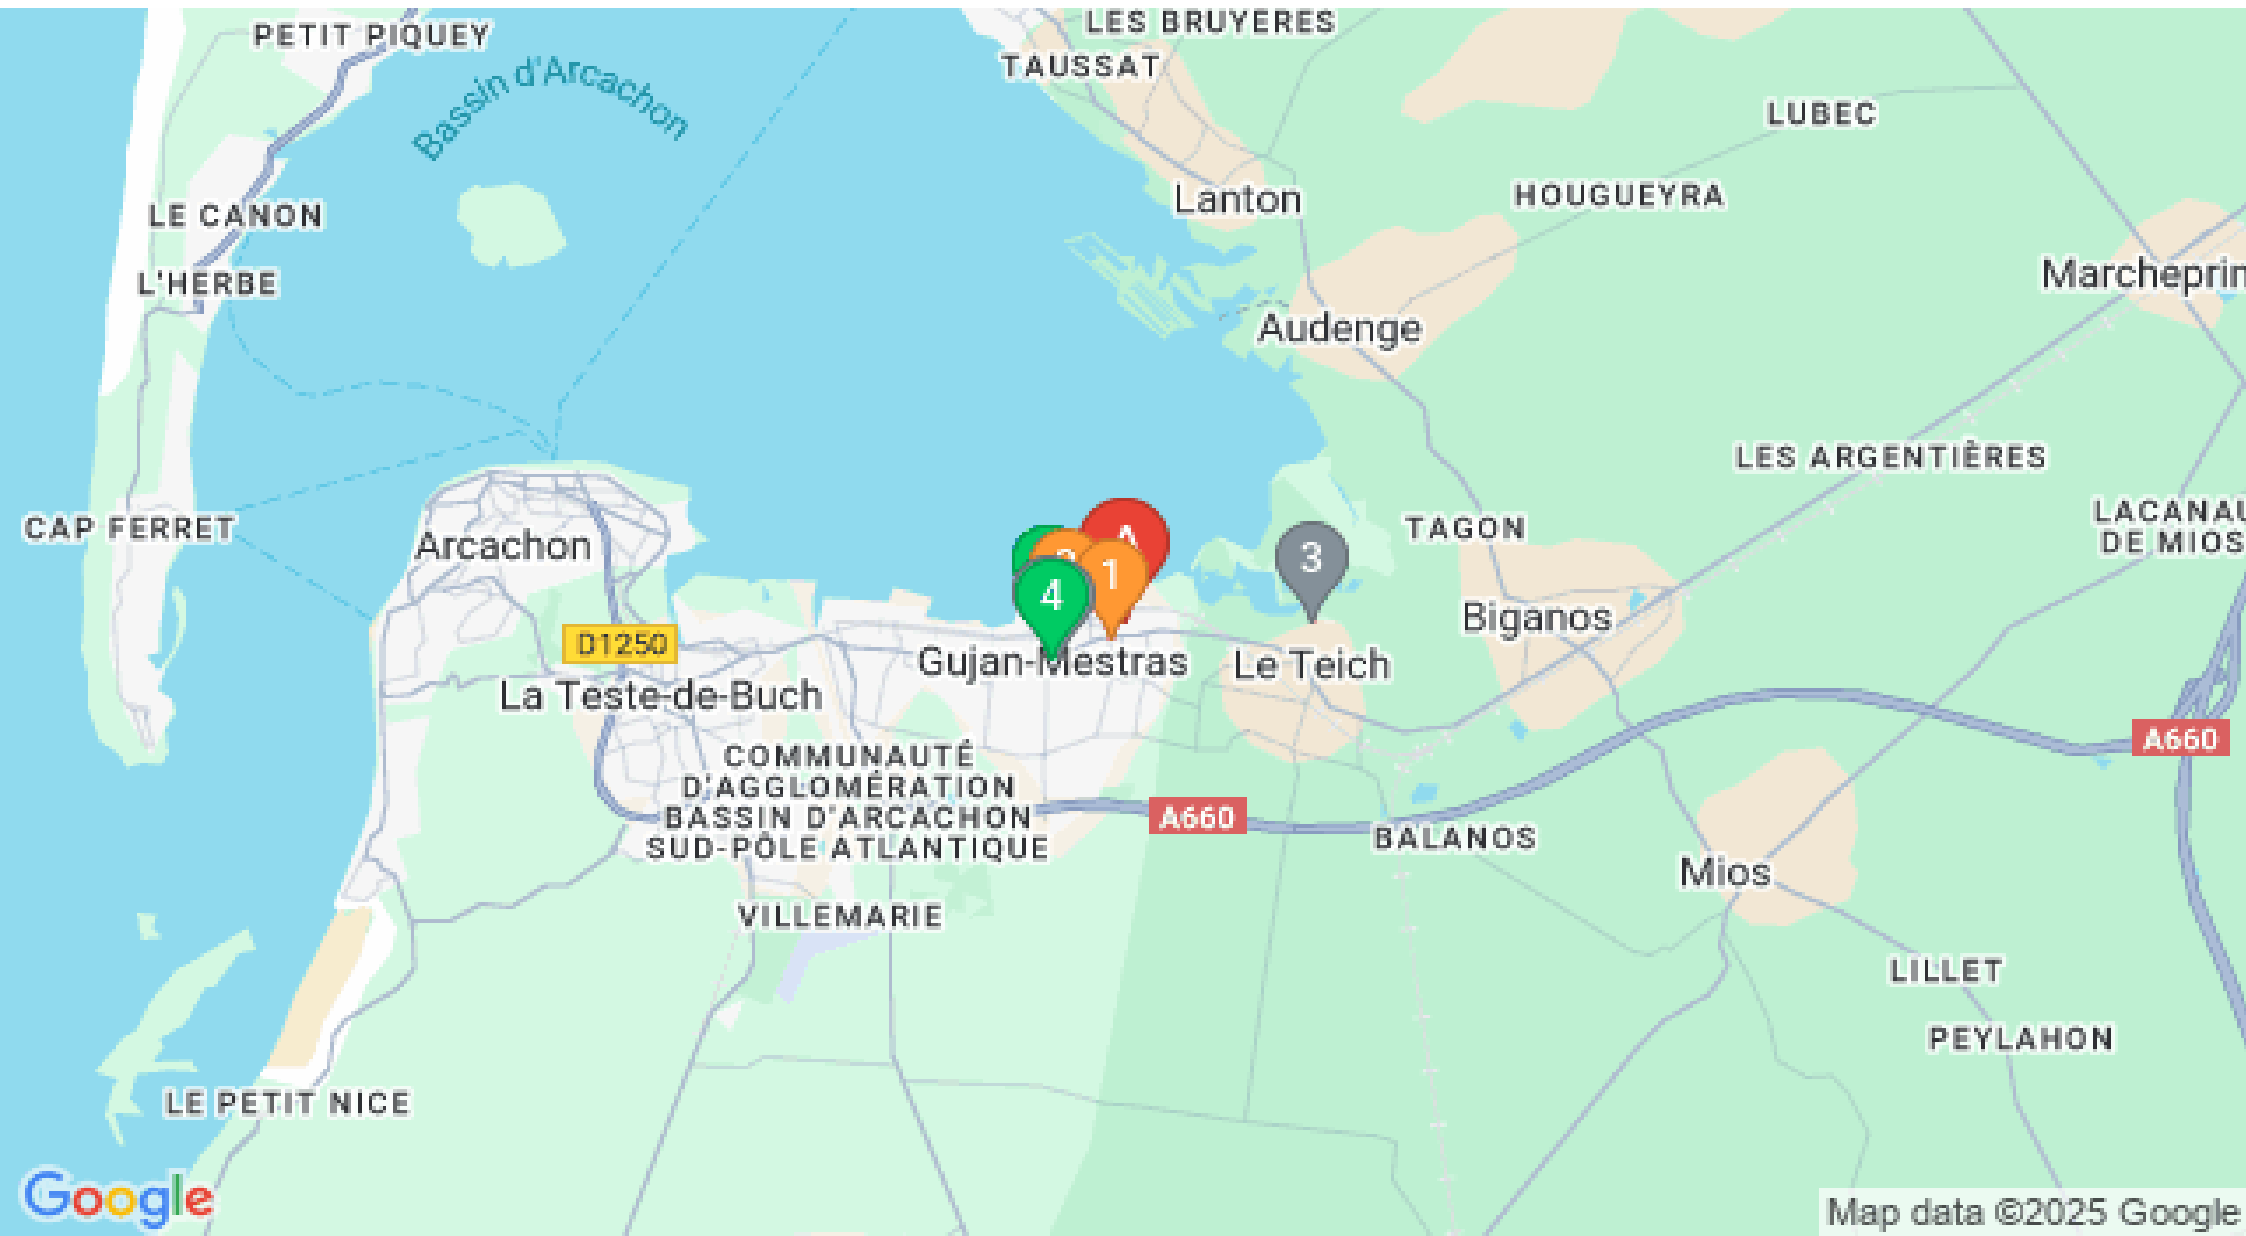 PETIT PIQUEY
LES BRUYERES
TAUSSAT
Bassin d'Arcachon
LUBEC
Lanton
HOUGUEYRA
LE CANON
L'HERBE
Marcheprin
Audenge
LES ARGENTIÈRES
CAP FERRET
Arcachon
A
1
4
3
TAGON
LACANAU
DE MIOS
Biganos
D1250
Gujan-Mestras
Le Teich
La Teste-de-Buch
A660
COMMUNAUTÉ
D'AGGLOMÉRATION
BASSIN D'ARCACHON
SUD-PÔLE ATLANTIQUE
A660
BALANOS
Mios
VILLEMARIE
LILLET
PEYLAHON
LE PETIT NICE
Google
Map data ©2025 Google